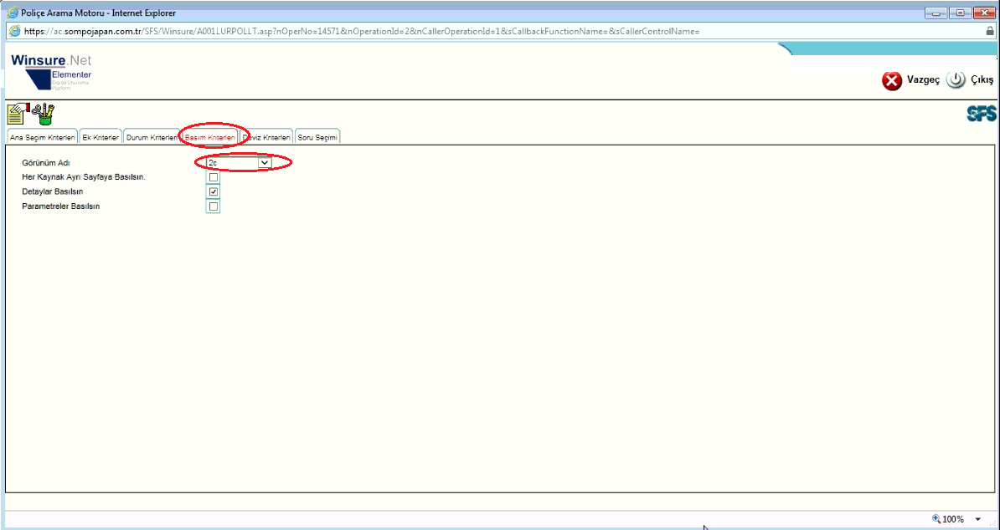 Poliçe Arama Motoru - Internet Explorer
https://ac.sompojapan.com.tr/SFS/Winsure/A001LURPOLLT.asp?nOperNo=14571&nOperationId=2&nCallerOperationId=1&sCallbackFunctionName=&sCallerControlName=
Winsure.Net
Elementer
Vazgeç Çıkış
SFS
Ana Seçim Kriterleri Ek Kriterler Durum Kriterleri Basım Kriterleri Döviz Kriterleri Soru Seçimi
Görünüm Adı 2c
Her Kaynak Ayrı Sayfaya Basılsın.
Detaylar Basılsın
Parametreler Basılsın
100%